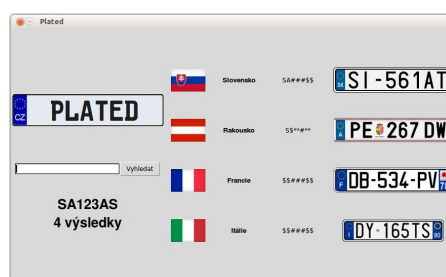 Plated
CZ
PLATED
Vyhledat
SA123AS
4 výsledky
Slovensko
SA###$$
SK
SI-561AT
Rakousko
S$**#**
A
PE 267 DW
Francie
$$###$$
F
DB-534-PV
Itálie
$$###$$
I
DY 165TS